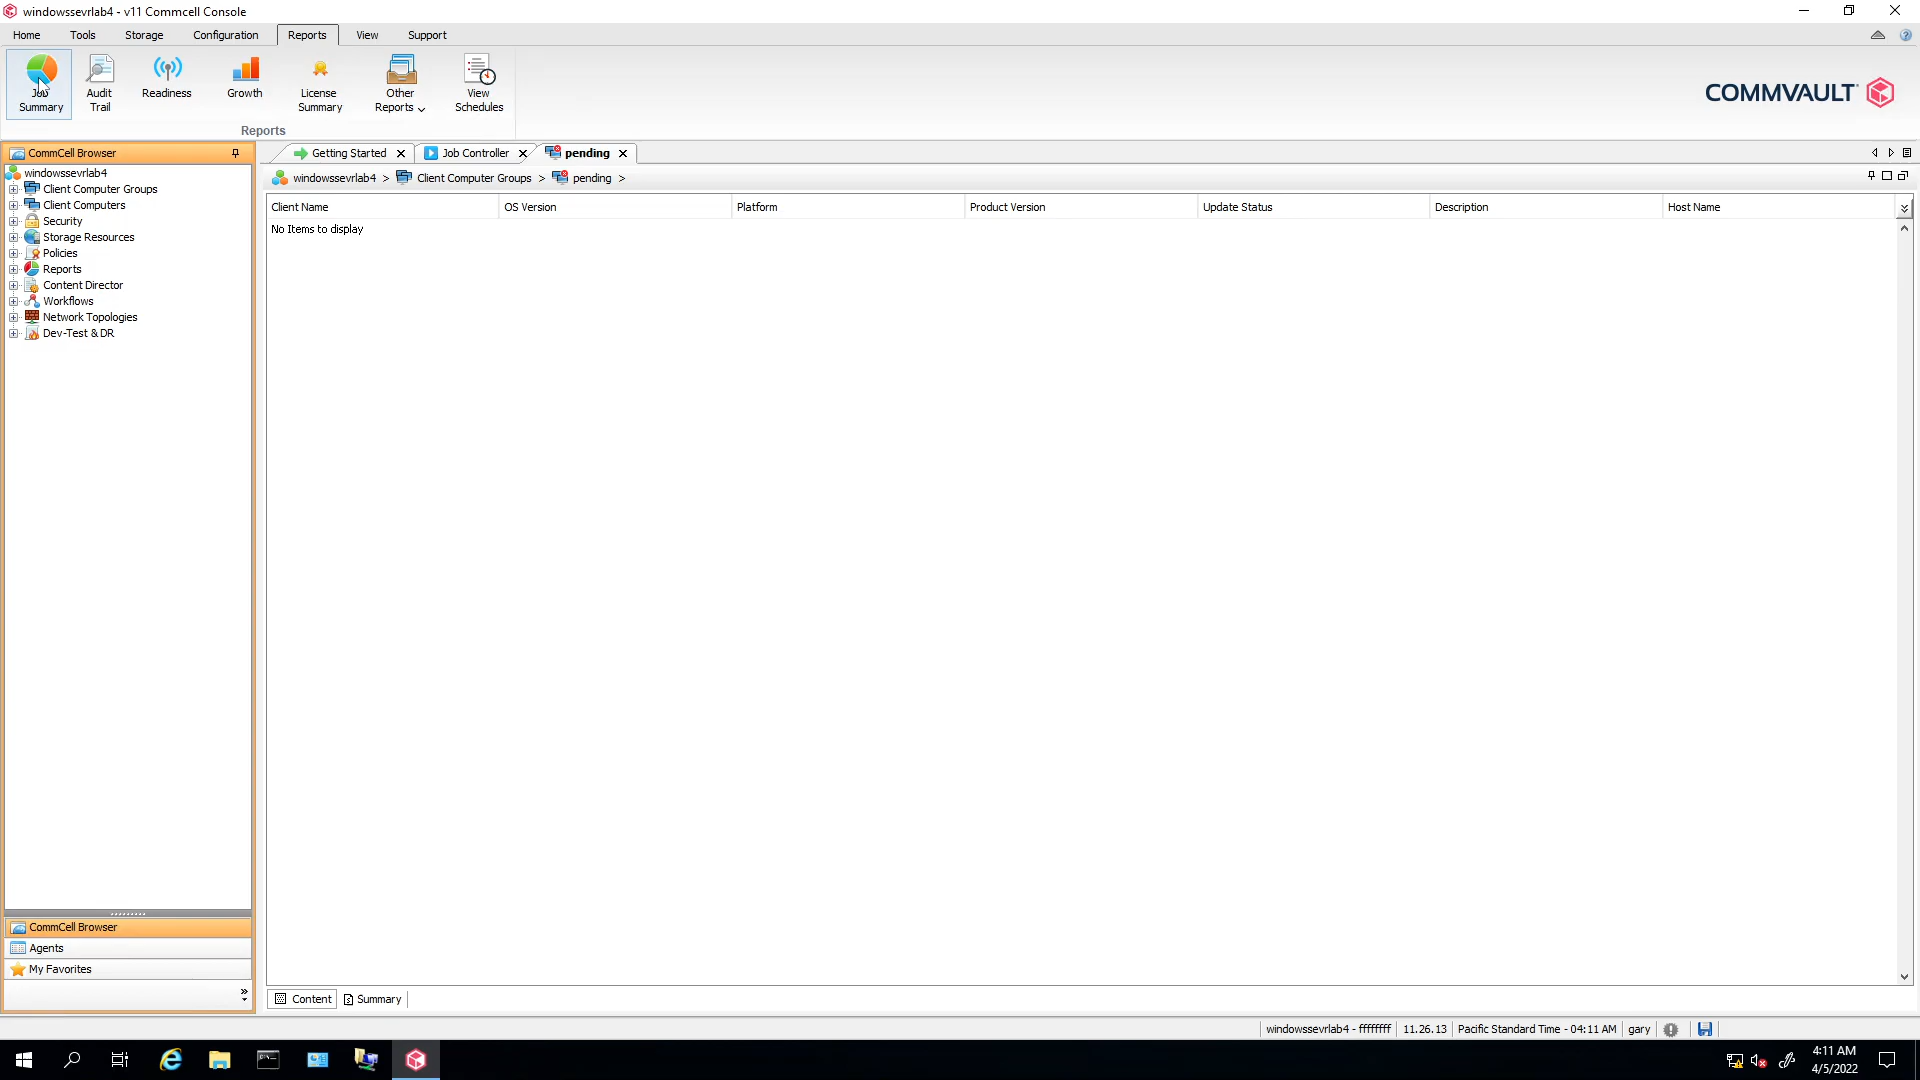 windowssevrlab4 - v11 Commcell Console
Home Tools Storage Configuration Reports View Support
Job Summary
Audit Trail
Readiness
Growth
License Summary
Other Reports
View Schedules
Reports
COMMVAULT
CommCell Browser
windowssevrlab4
Client Computer Groups
Client Computers
Security
Storage Resources
Policies
Reports
Content Director
Workflows
Network Topologies
Dev-Test & DR
CommCell Browser
Agents
My Favorites
Getting Started Job Controller pending
windowssevrlab4 > Client Computer Groups > pending >
Client Name OS Version Platform Product Version Update Status Description Host Name
No Items to display
Content Summary
windowssevrlab4 - ffffffff 11.26.13 Pacific Standard Time - 04:11 AM gary
4:11 AM
4/5/2022